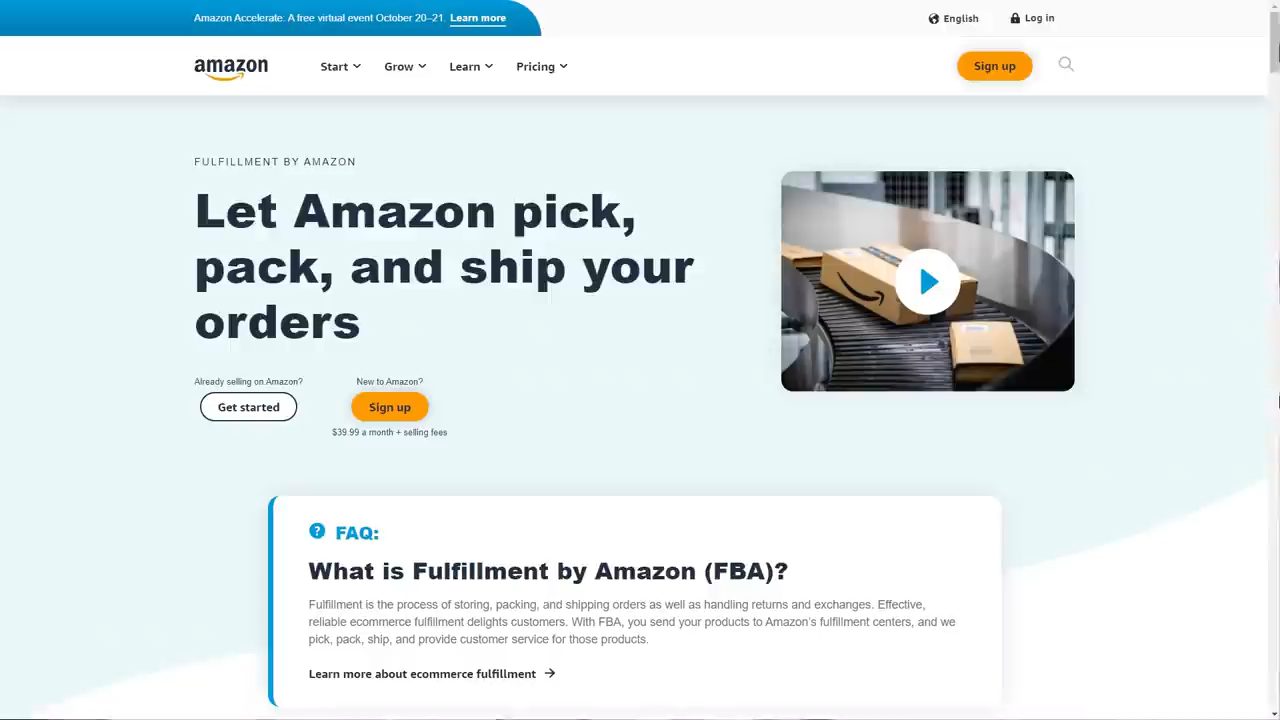 Amazon Accelerate. A free virtual event October 20–21. Learn more
English
Log in
amazon
Start
Grow
Learn
Pricing
Sign up
FULFILLMENT BY AMAZON
Let Amazon pick,
pack, and ship your
orders
Already selling on Amazon?
New to Amazon?
Get started
Sign up
$39.99 a month + selling fees
? FAQ:
What is Fulfillment by Amazon (FBA)?
Fulfillment is the process of storing, packing, and shipping orders as well as handling returns and exchanges. Effective,
reliable ecommerce fulfillment delights customers. With FBA, you send your products to Amazon's fulfillment centers, and we
pick, pack, ship, and provide customer service for those products.
Learn more about ecommerce fulfillment